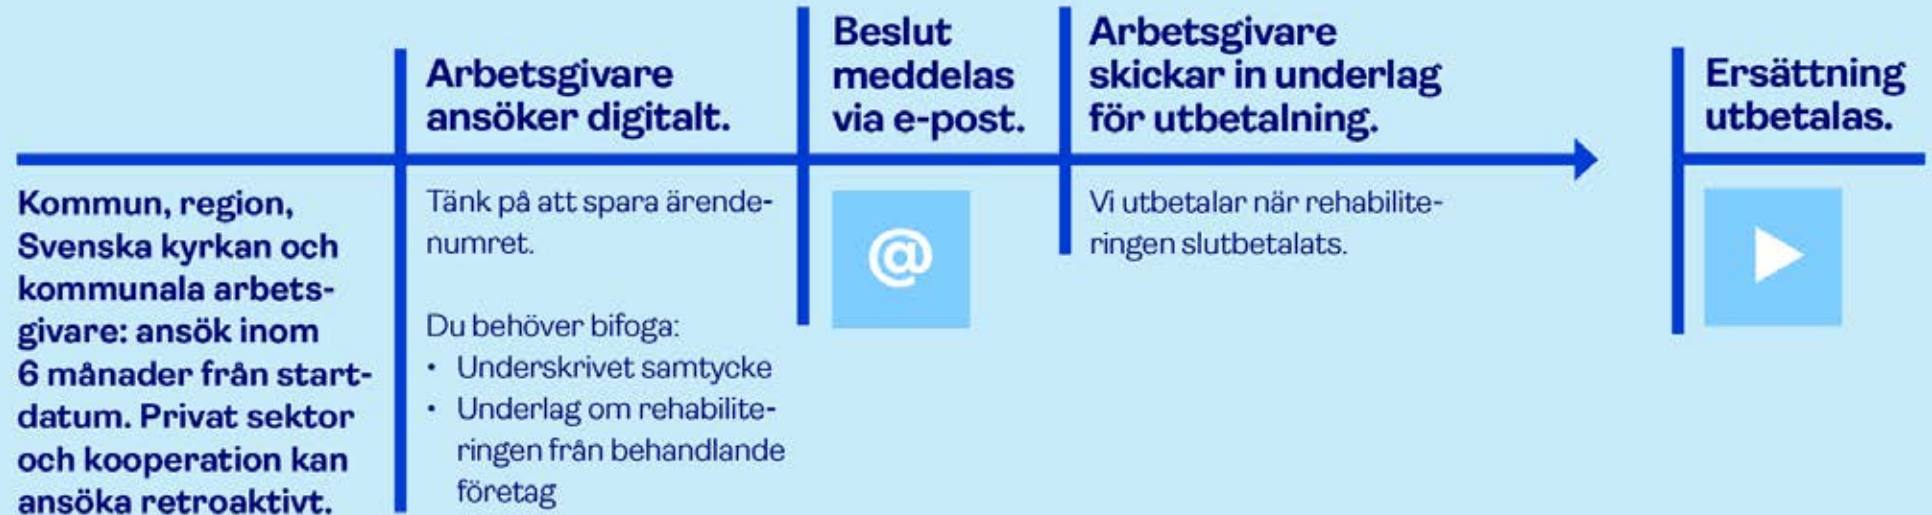 Kommun, region,
Svenska kyrkan och
kommunala arbets-
givare: ansök inom
6 månader från start-
datum. Privat sektor
och kooperation kan
ansöka retroaktivt.
Arbetsgivare
ansöker digitalt.
Tänk på att spara ärende-
numret.
Du behöver bifoga:
• Underskrivet samtycke
• Underlag om rehabilite-
ringen från behandlande
företag
Beslut
meddelas
via e-post.
@
Arbetsgivare
skickar in underlag
för utbetalning.
Vi utbetalar när rehabilite-
ringen slutbetalats.
Ersättning
utbetalas.